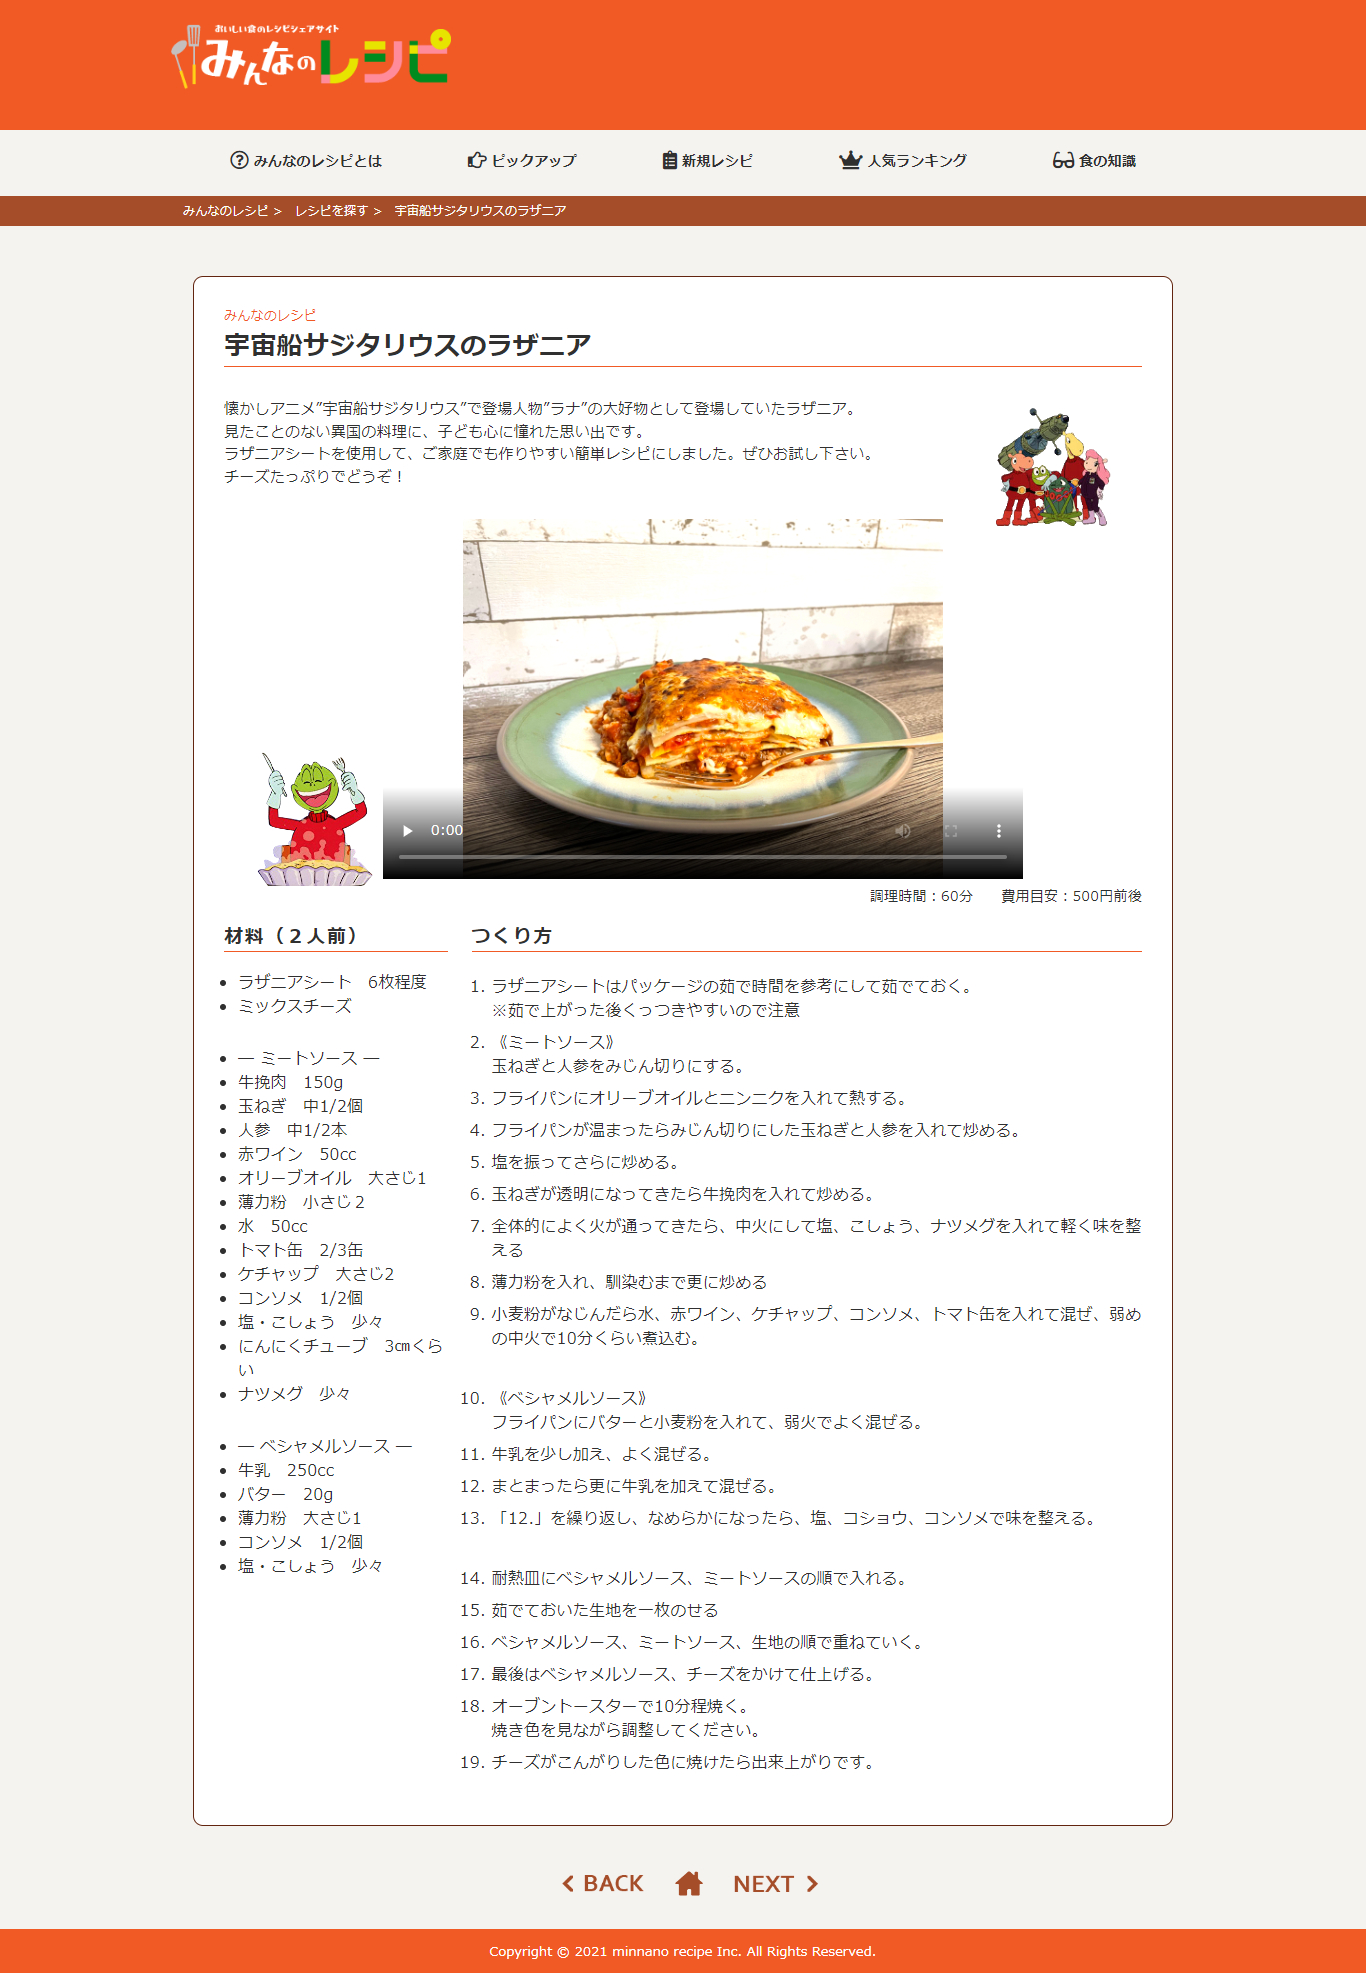 おいしい食のレシピシェアサイト
みんなのレシピ
みんなのレシピとは
ピックアップ
新規レシピ
人気ランキング
食の知識
みんなのレシピ >　レシピを探す >　宇宙船サジタリウスのラザニア
みんなのレシピ
宇宙船サジタリウスのラザニア
懐かしアニメ”宇宙船サジタリウス”で登場人物”ラナ”の大好物として登場していたラザニア。
見たことのない異国の料理に、子ども心に憧れた思い出です。
ラザニアシートを使用して、ご家庭でも作りやすい簡単レシピにしました。ぜひお試し下さい。
チーズたっぷりでどうぞ！
0:00
調理時間：60分　　費用目安：500円前後
材料（２人前）
ラザニアシート　6枚程度
ミックスチーズ
― ミートソース ―
牛挽肉　150g
玉ねぎ　中1/2個
人参　中1/2本
赤ワイン　50cc
オリーブオイル　大さじ1
薄力粉　小さじ２
水　50cc
トマト缶　2/3缶
ケチャップ　大さじ2
コンソメ　1/2個
塩・こしょう　少々
にんにくチューブ　3㎝くら
い
ナツメグ　少々
― ベシャメルソース ―
牛乳　250cc
バター　20g
薄力粉　大さじ1
コンソメ　1/2個
塩・こしょう　少々
つくり方
1. ラザニアシートはパッケージの茹で時間を参考にして茹でておく。
※茹で上がった後くっつきやすいので注意
2. 《ミートソース》
玉ねぎと人参をみじん切りにする。
3. フライパンにオリーブオイルとニンニクを入れて熱する。
4. フライパンが温まったらみじん切りにした玉ねぎと人参を入れて炒める。
5. 塩を振ってさらに炒める。
6. 玉ねぎが透明になってきたら牛挽肉を入れて炒める。
7. 全体的によく火が通ってきたら、中火にして塩、こしょう、ナツメグを入れて軽く味を整
える
8. 薄力粉を入れ、馴染むまで更に炒める
9. 小麦粉がなじんだら水、赤ワイン、ケチャップ、コンソメ、トマト缶を入れて混ぜ、弱め
の中火で10分くらい煮込む。
10. 《ベシャメルソース》
フライパンにバターと小麦粉を入れて、弱火でよく混ぜる。
11. 牛乳を少し加え、よく混ぜる。
12. まとまったら更に牛乳を加えて混ぜる。
13. 「12.」を繰り返し、なめらかになったら、塩、コショウ、コンソメで味を整える。
14. 耐熱皿にベシャメルソース、ミートソースの順で入れる。
15. 茹でておいた生地を一枚のせる
16. ベシャメルソース、ミートソース、生地の順で重ねていく。
17. 最後はベシャメルソース、チーズをかけて仕上げる。
18. オーブントースターで10分程焼く。
焼き色を見ながら調整してください。
19. チーズがこんがりした色に焼けたら出来上がりです。
BACK
NEXT
Copyright © 2021 minnano recipe Inc. All Rights Reserved.